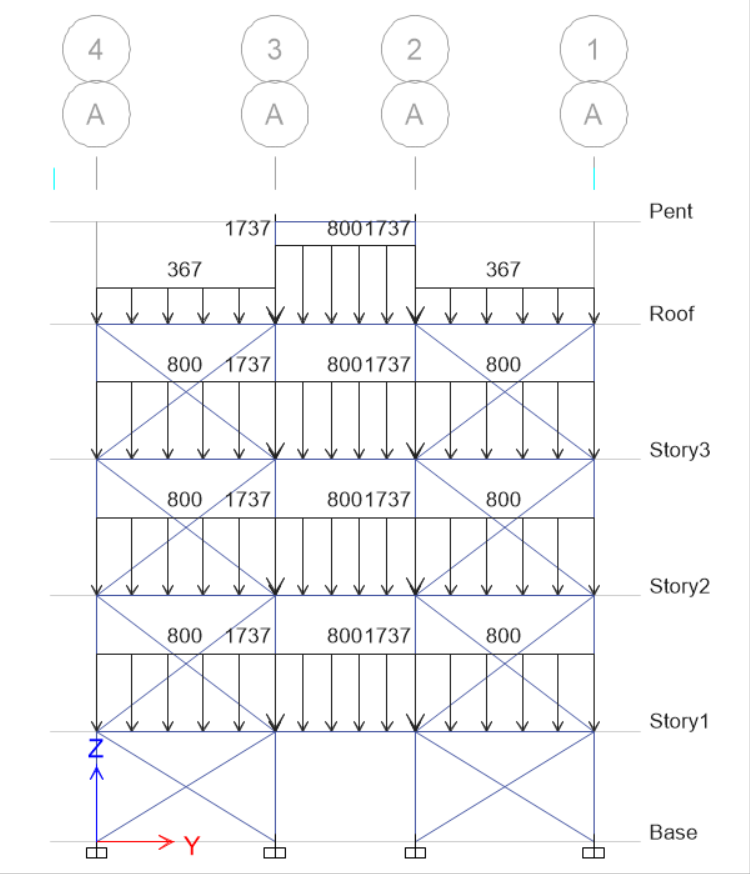 4 3 2 1
A A A A
Pent
1737 8001737
367 367
Roof
800 1737 8001737 800
Story3
800 1737 8001737 800
Story2
800 1737 8001737 800
Story1
Z
Base
Y